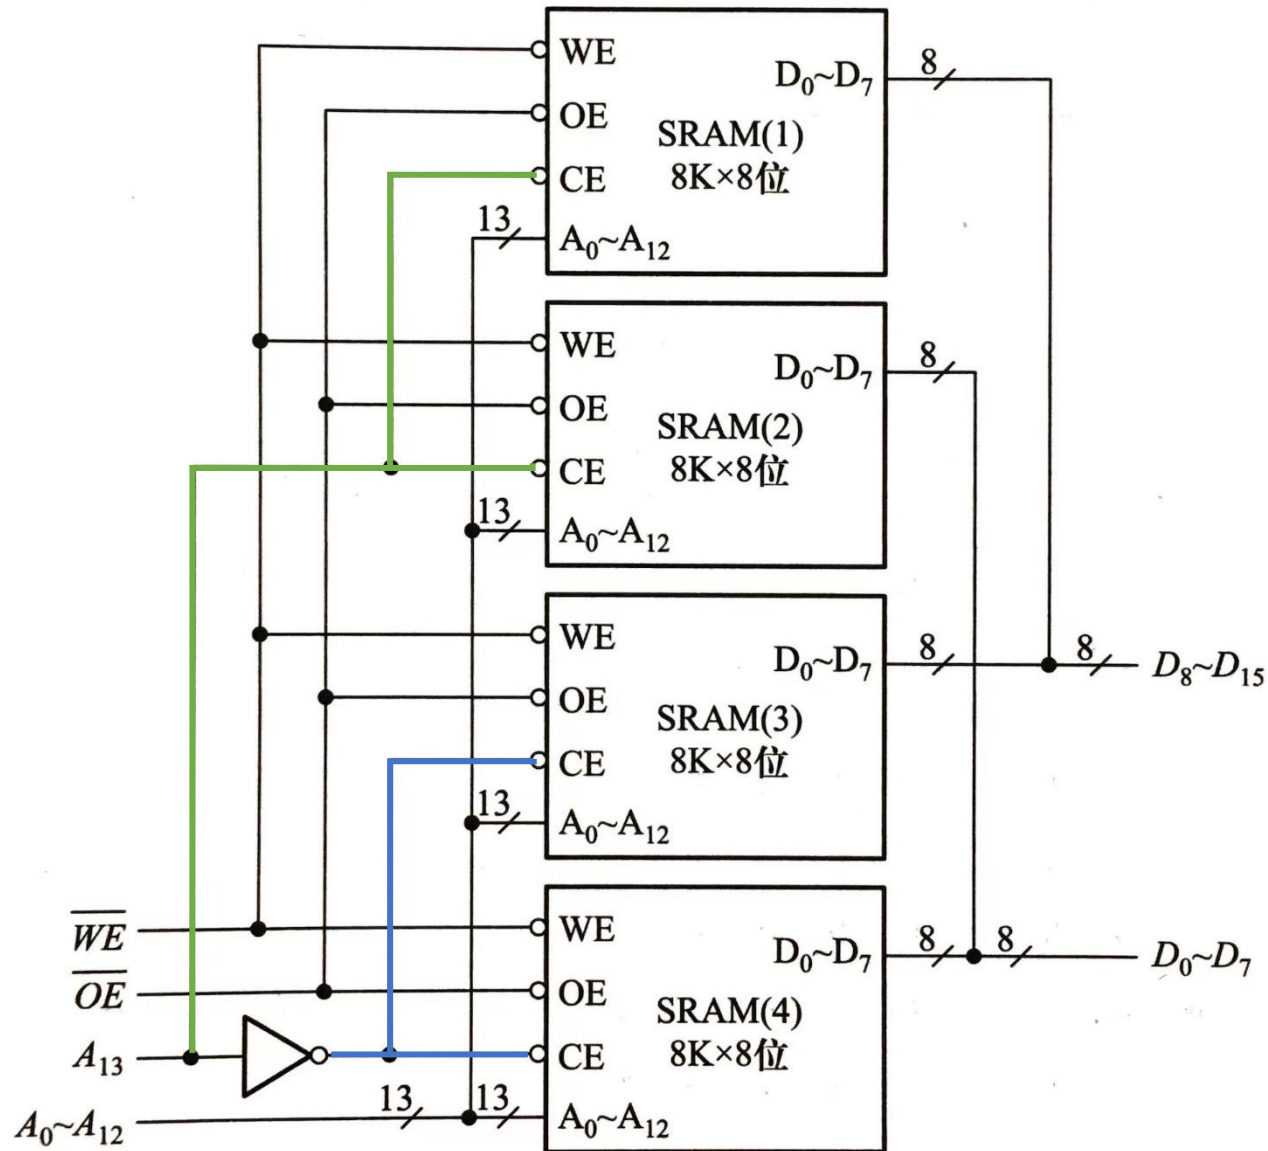 WE
D₀~D₇
8
OE
SRAM(1)
8K×8位
CE
13
A₀~A₁₂
WE
D₀~D₇
8
OE
SRAM(2)
8K×8位
CE
13
A₀~A₁₂
WE
D₀~D₇
8
8
D₈~D₁₅
OE
SRAM(3)
8K×8位
CE
13
A₀~A₁₂
W̅E̅
WE
D₀~D₇
8
8
D₀~D₇
O̅E̅
OE
SRAM(4)
8K×8位
A₁₃
CE
A₀~A₁₂
13
13
A₀~A₁₂